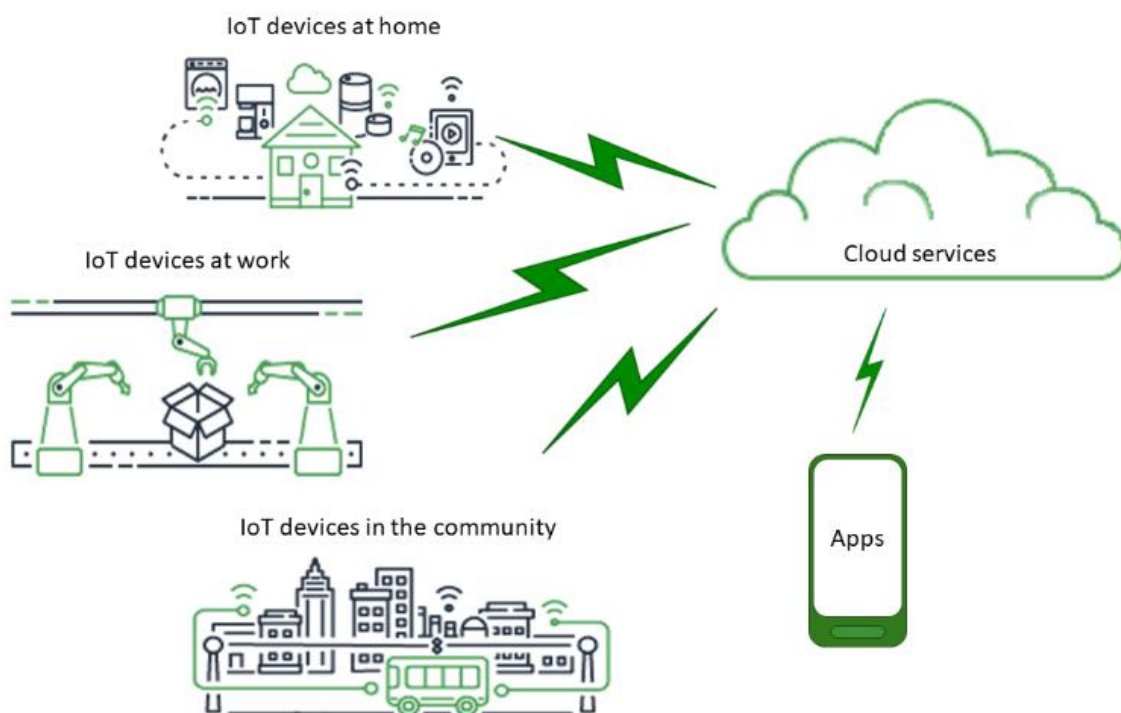 IoT devices at home
Cloud services
IoT devices at work
IoT devices in the community
Apps